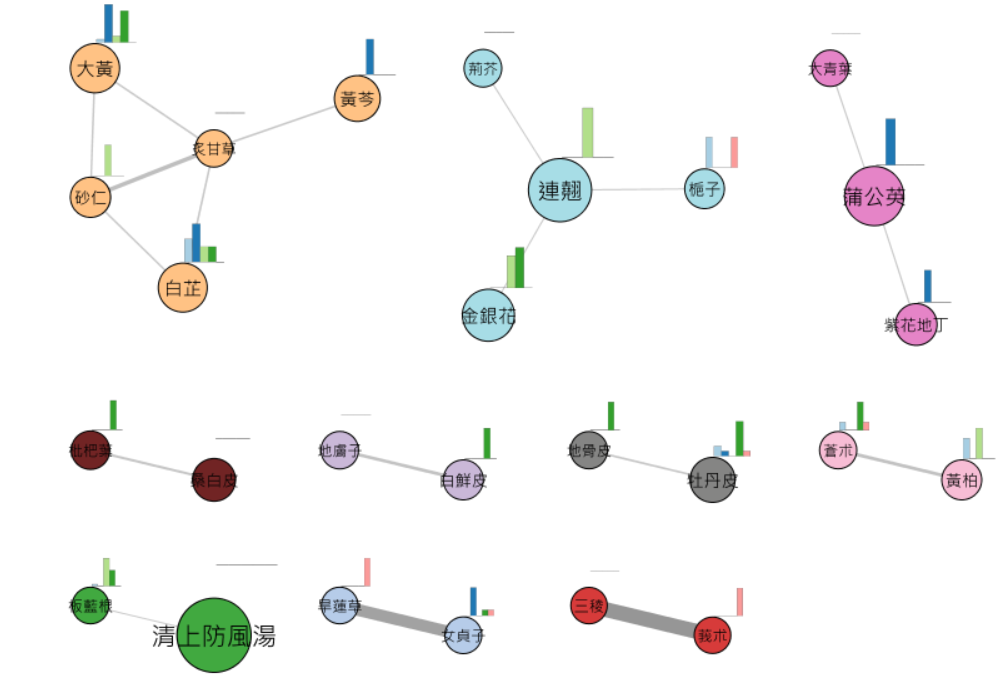 大黃
黃芩
炙甘草
砂仁
白芷
荊芥
連翹
梔子
金銀花
大青葉
蒲公英
紫花地丁
枇杷葉
桑白皮
地膚子
白鮮皮
地骨皮
牡丹皮
蒼朮
黃柏
板藍根
清上防風湯
旱蓮草
女貞子
三稜
莪朮